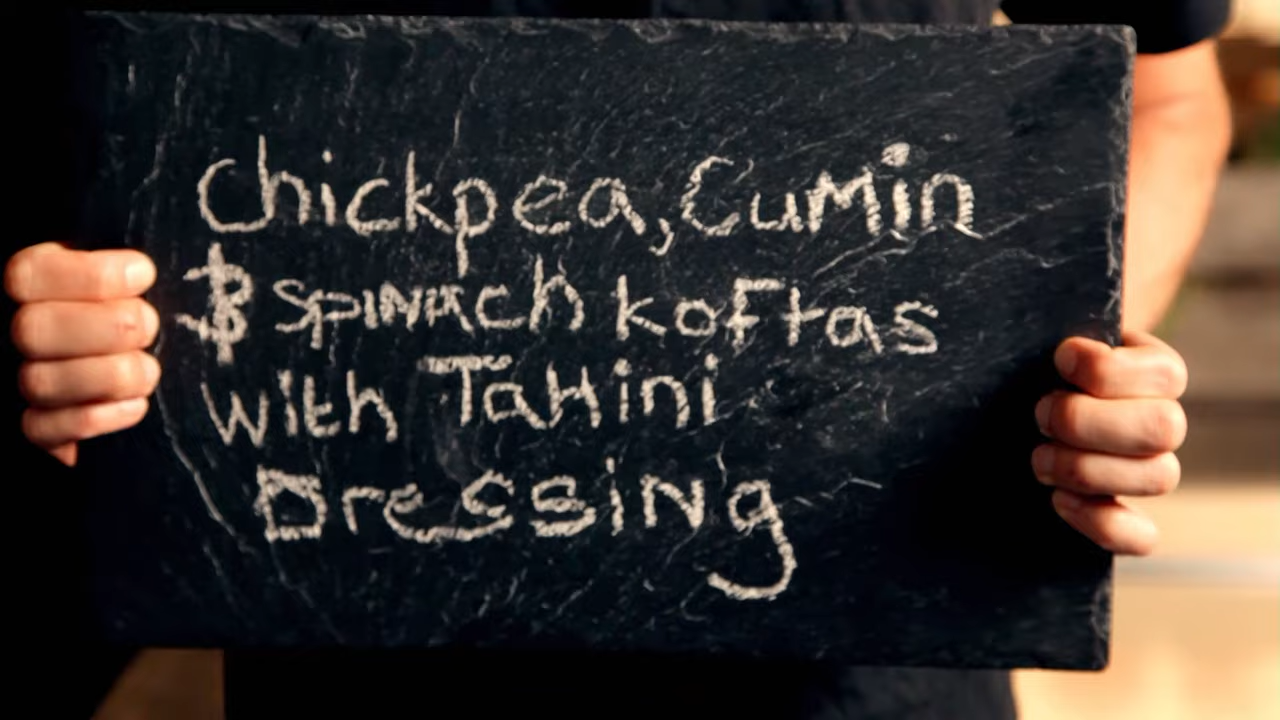 Chickpea, Cumin
& Spinach koftas
with Tahini
Dressing